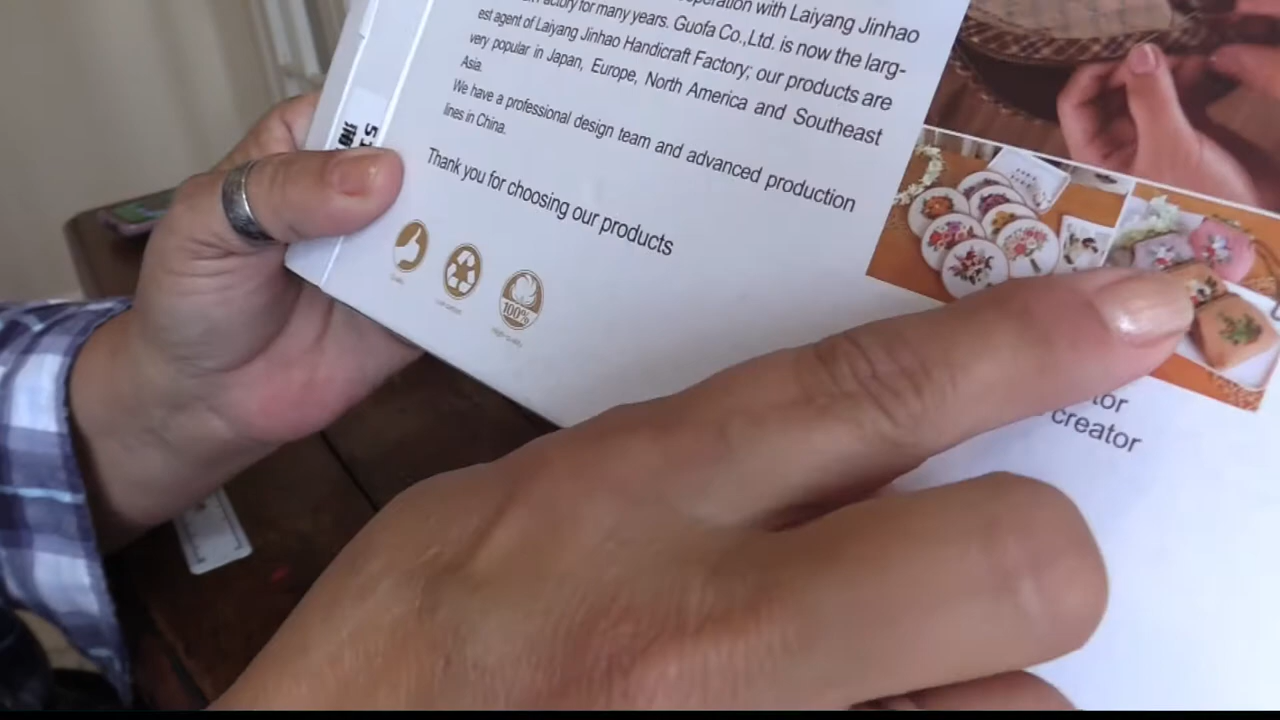 operation with Laiyang Jinhao
Factory for many years. Guofa Co.,Ltd. is now the larg-
est agent of Laiyang Jinhao Handicraft Factory; our products are
very popular in Japan, Europe, North America and Southeast
Asia.
We have a professional design team and advanced production
lines in China.
Thank you for choosing our products
100%
High quality
tor
creator